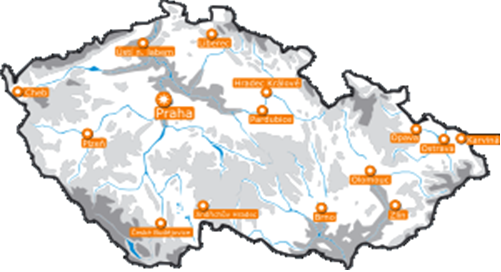 Liberec
Ústí n. labem
Hradec Králové
Cheb
Praha
Pardubice
Opava
Karviná
Plzeň
Ostrava
Olomouc
Jindřichův Hradec
Brno
Zlín
České Budějovice